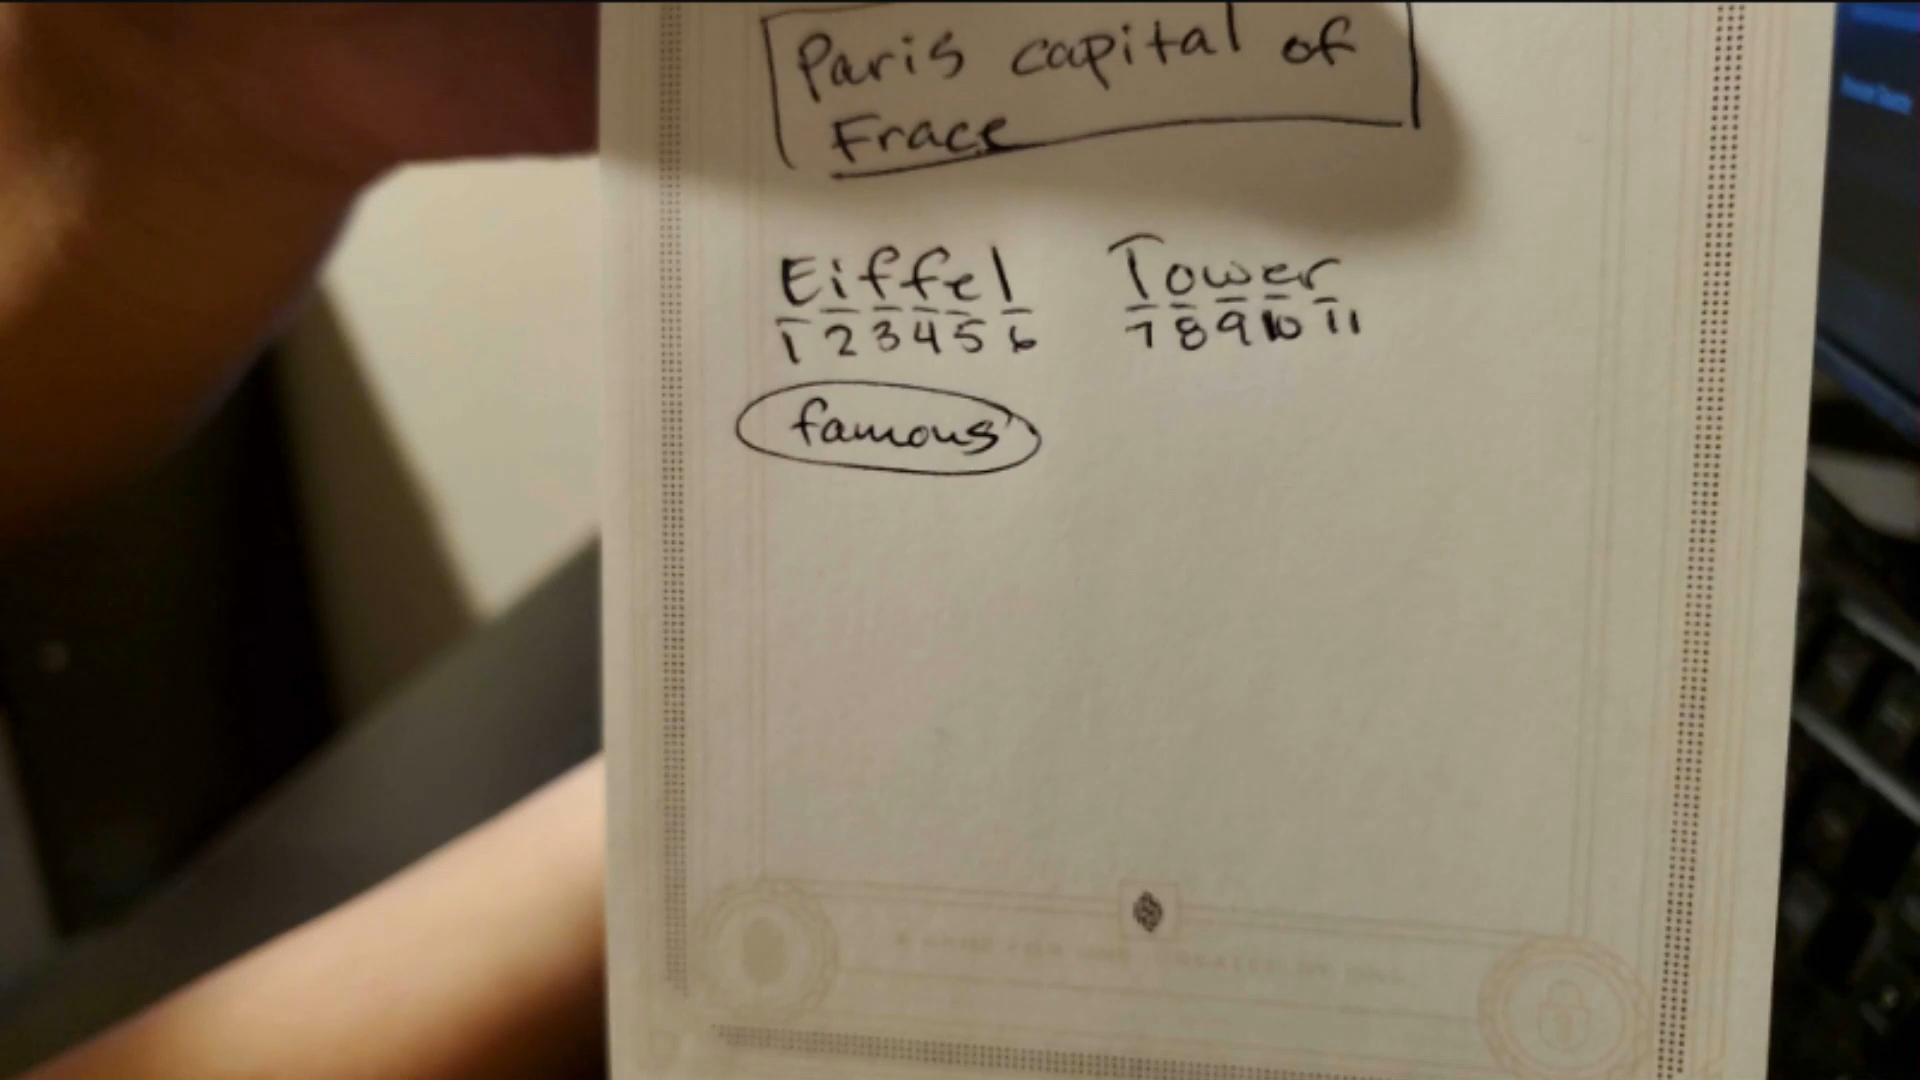 Paris capital of
Frace
Eiffel Tower
1 2 3 4 5 6 7 8 9 10 11
famous